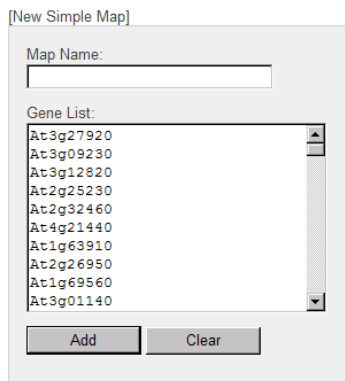 [New Simple Map]
Map Name:
Gene List:
At3g27920
At3g09230
At3g12820
At2g25230
At2g32460
At4g21440
At1g63910
At2g26950
At1g69560
At3g01140
Add Clear